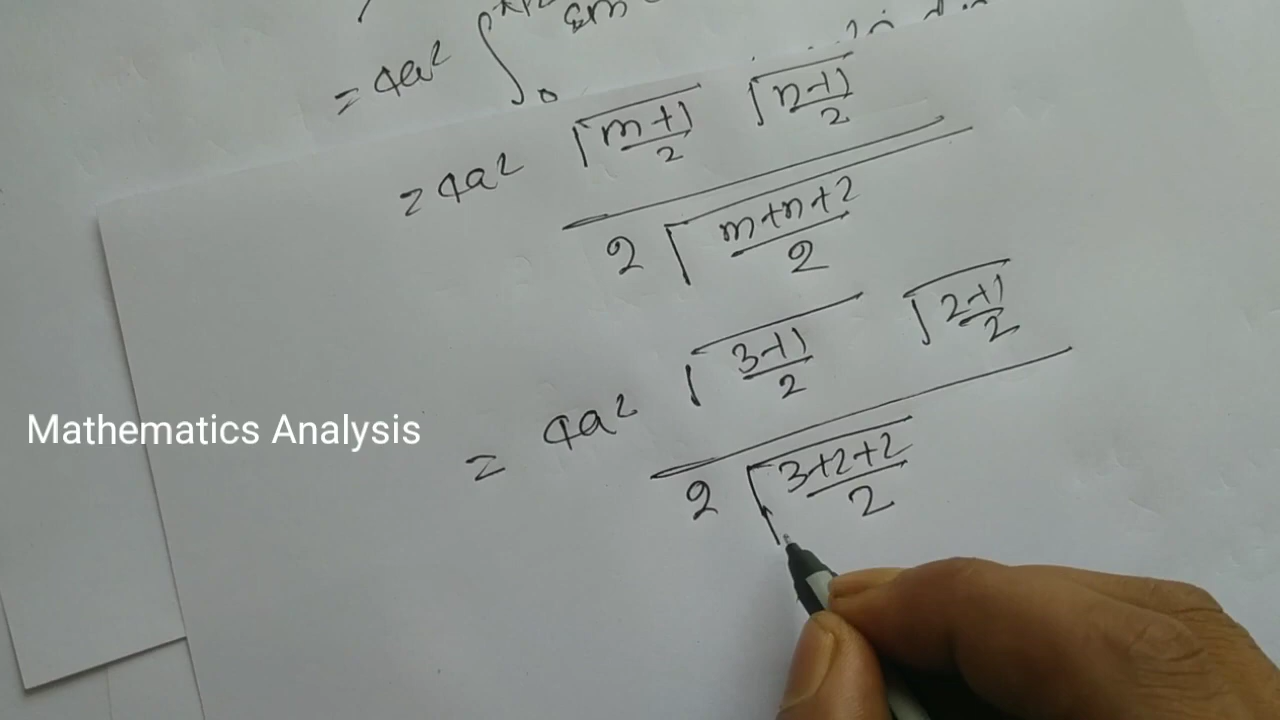 = 4a² ∫₀
= 4a² Γ(m+1)/2 Γ(n+1)/2
2 Γ(m+n+2)/2
= 4a² Γ(3+1)/2 Γ(2+1)/2
2 Γ(3+2+2)/2
Mathematics Analysis